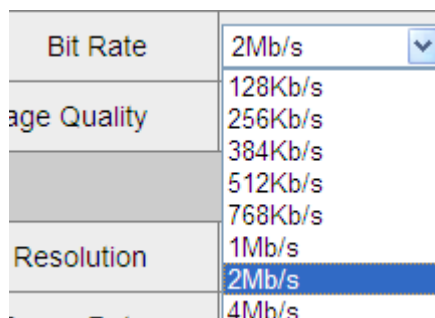 Bit Rate
2Mb/s
128Kb/s
256Kb/s
age Quality
384Kb/s
512Kb/s
768Kb/s
1Mb/s
Resolution
2Mb/s
4Mb/s